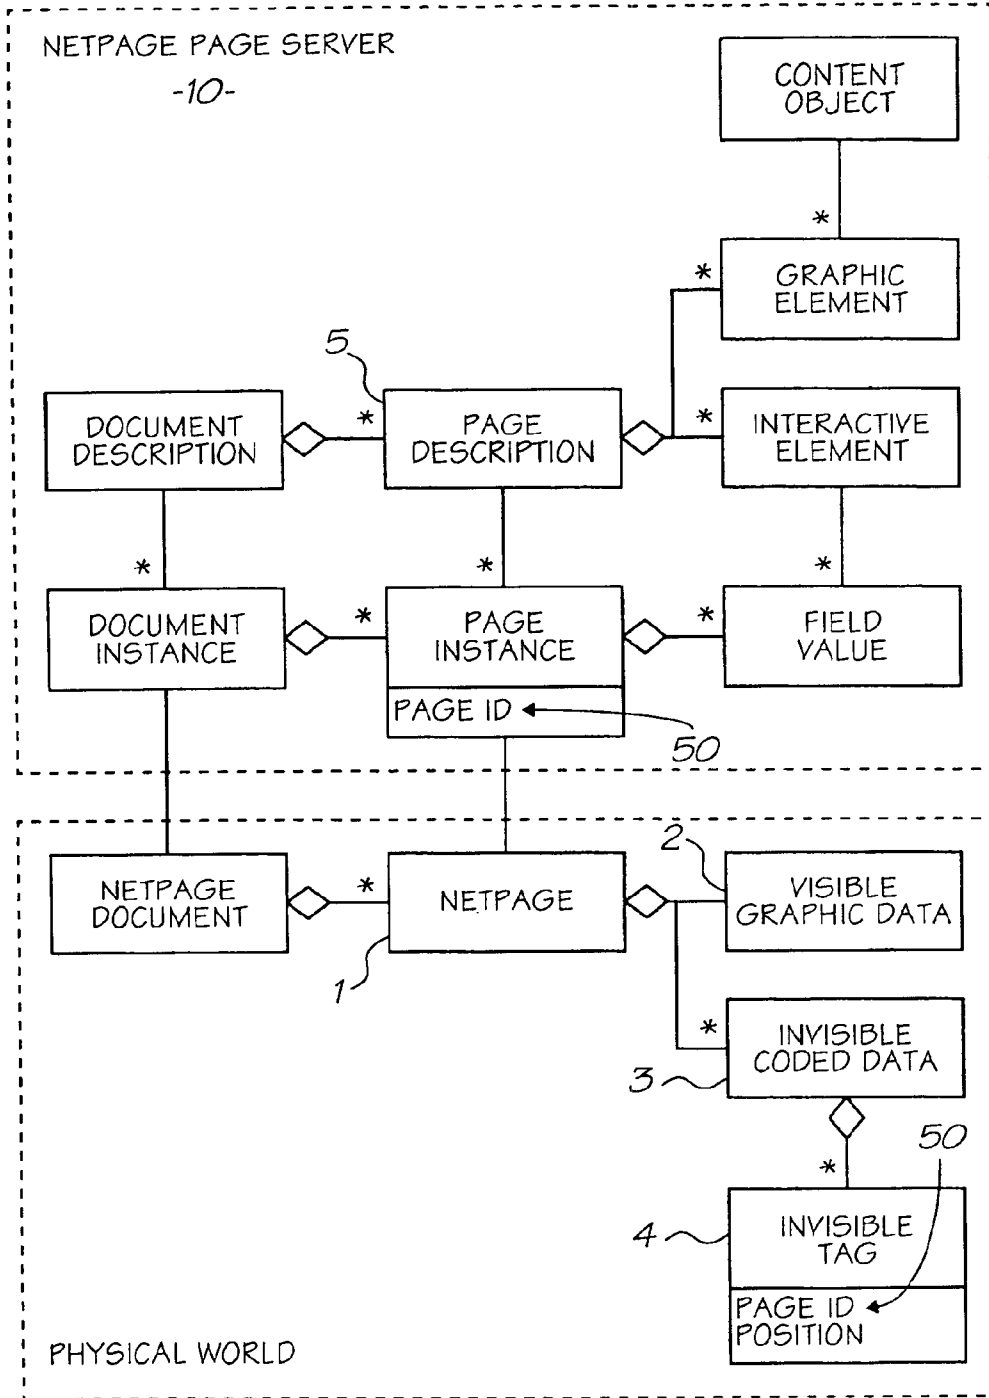 NETPAGE PAGE SERVER
-10-
CONTENT
OBJECT
*
GRAPHIC
ELEMENT
*
5
DOCUMENT
DESCRIPTION
*
PAGE
DESCRIPTION
*
INTERACTIVE
ELEMENT
*
*
*
DOCUMENT
INSTANCE
*
PAGE
INSTANCE
*
FIELD
VALUE
PAGE ID
50
NETPAGE
DOCUMENT
*
NETPAGE
1
2
VISIBLE
GRAPHIC DATA
*
INVISIBLE
CODED DATA
3
*
50
4
INVISIBLE
TAG
PAGE ID
POSITION
PHYSICAL WORLD